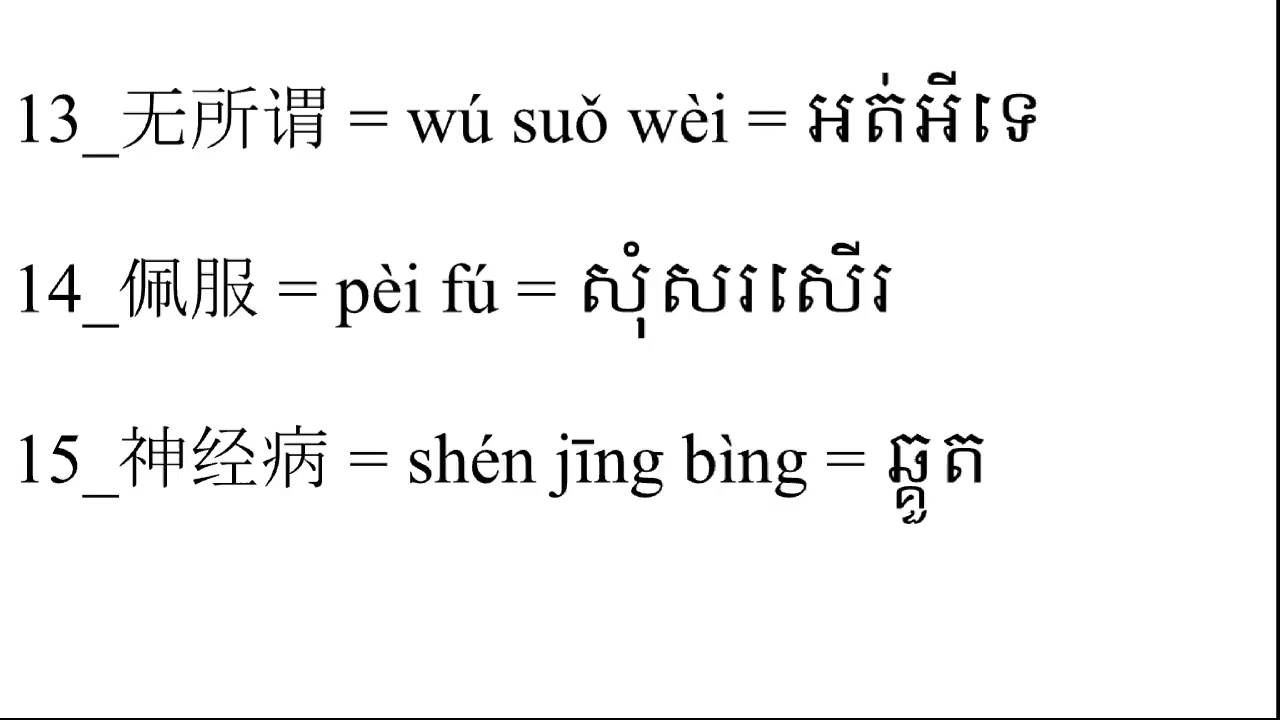 13_无所谓 = wú suǒ wèi = អត់អីទេ
14_佩服 = pèi fú = សុំសរសើរ
15_神经病 = shén jīng bìng = ឆ្គួត